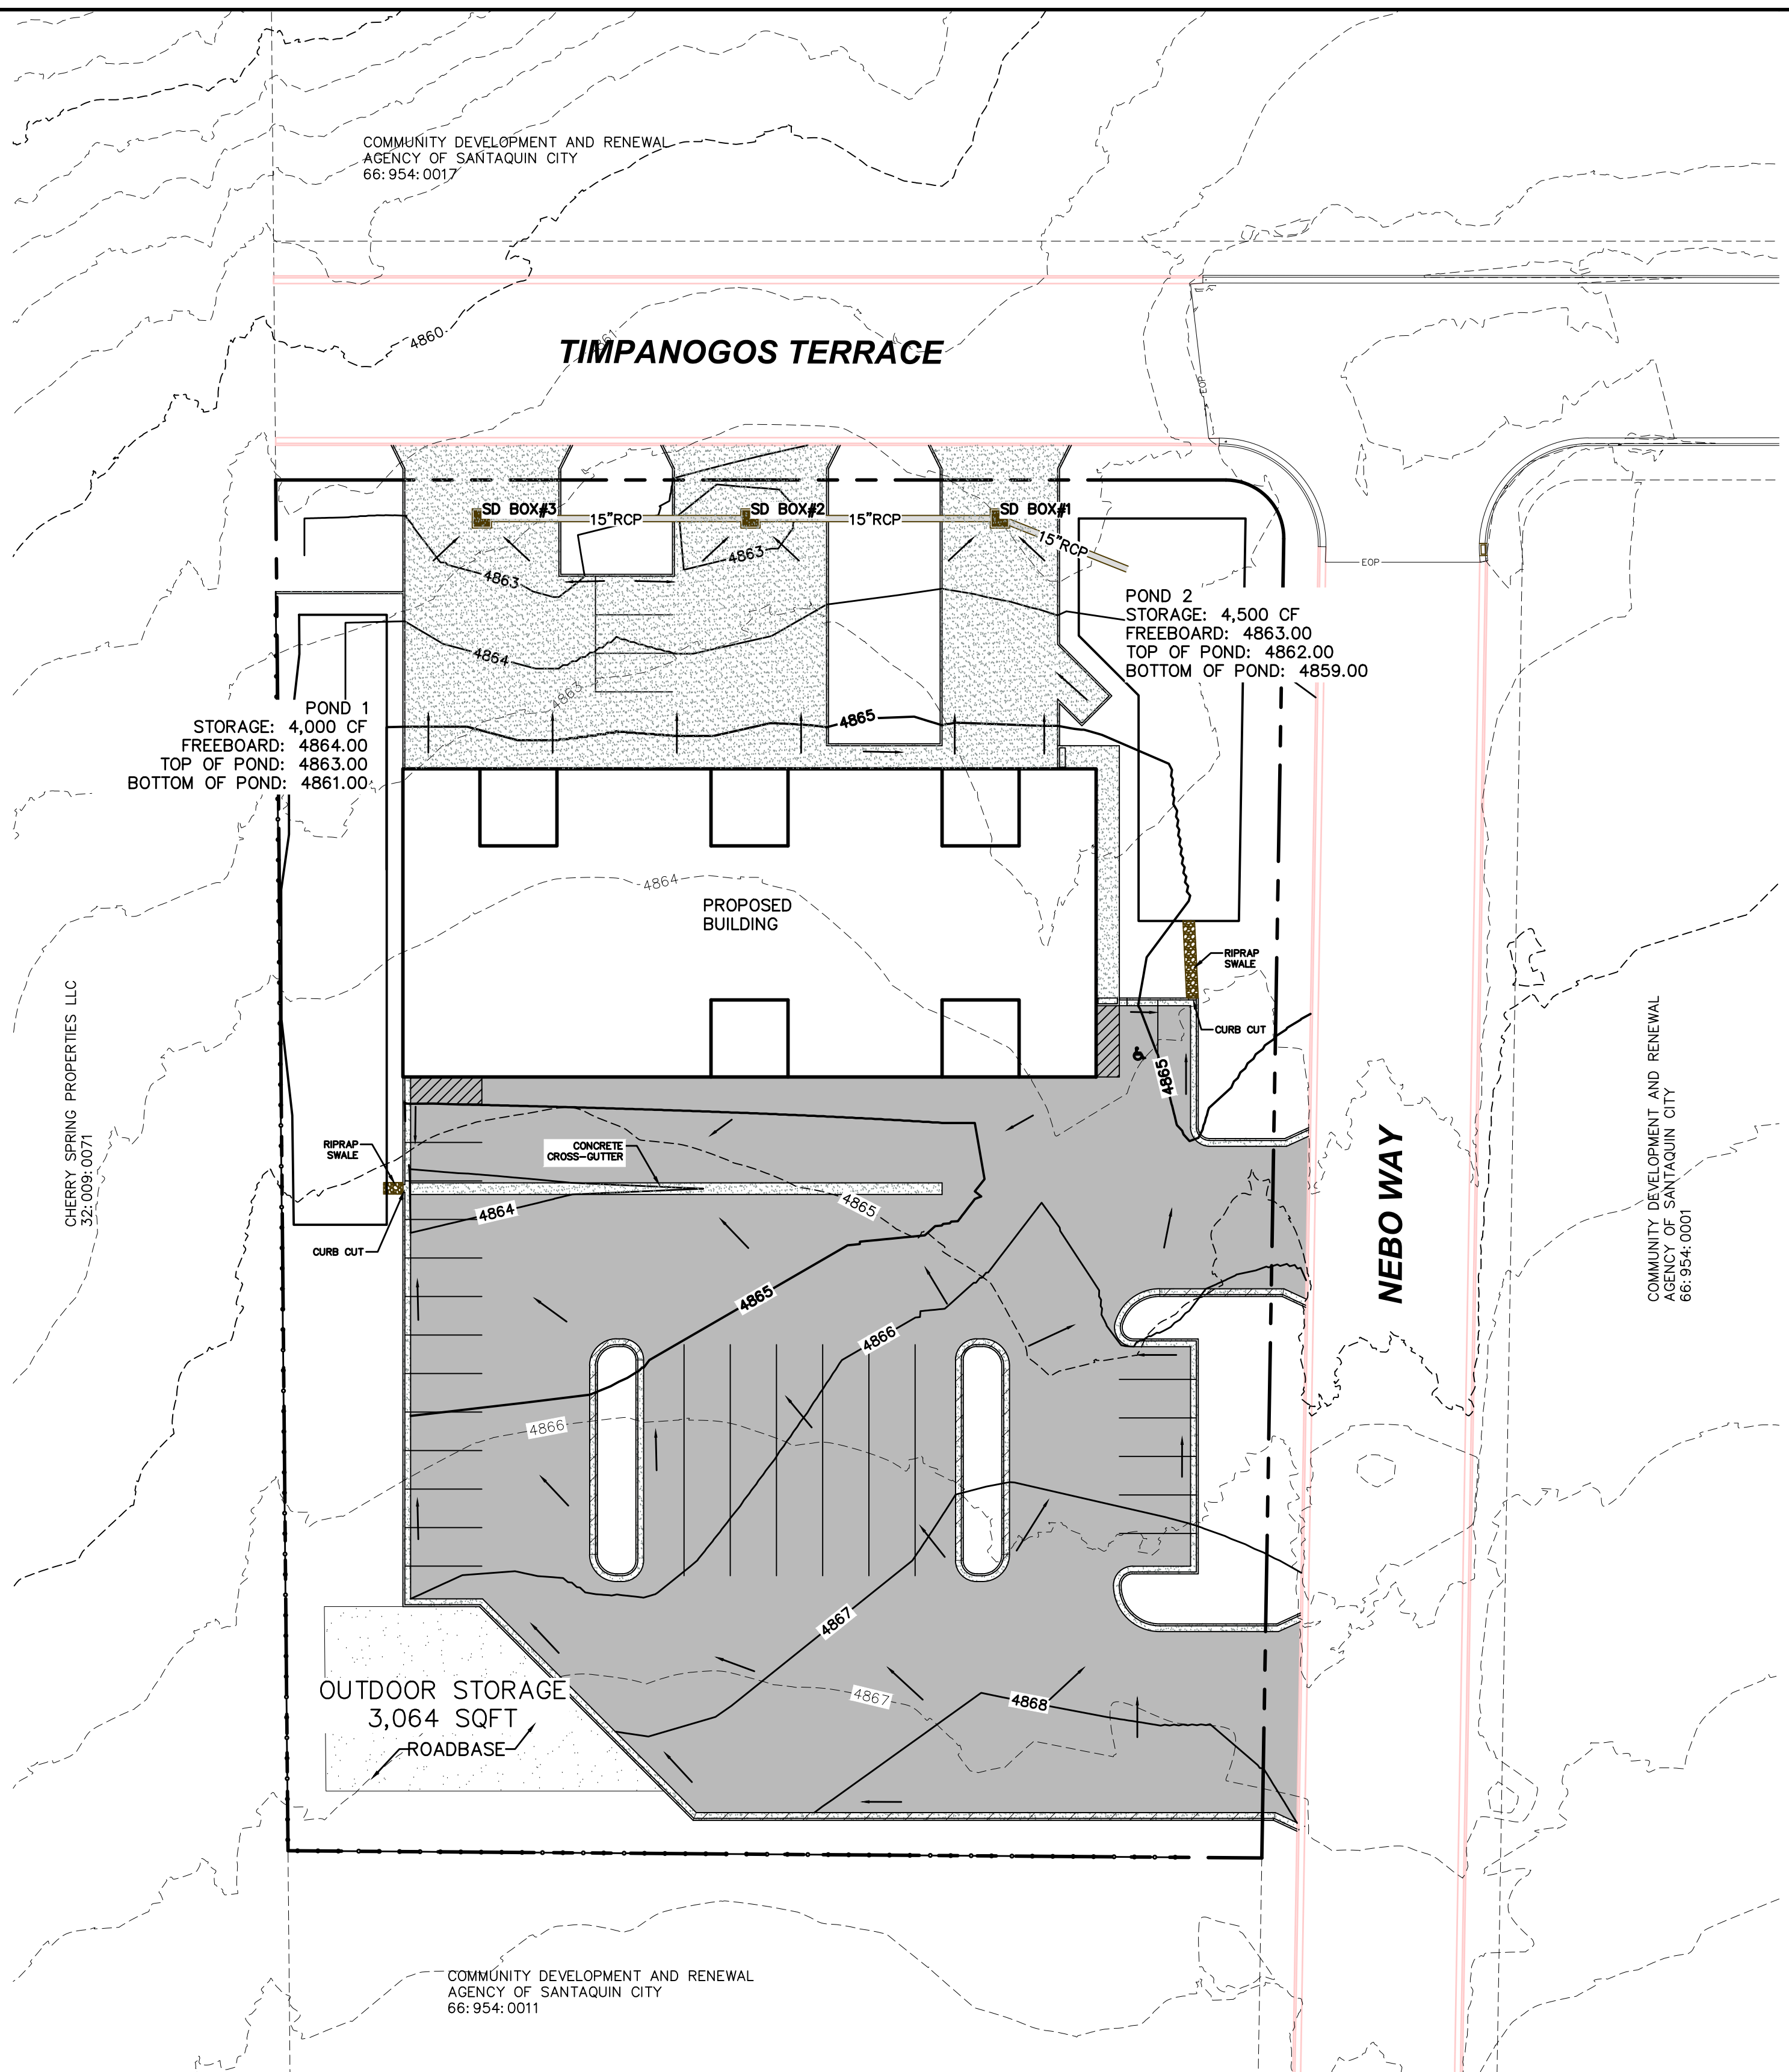 COMMUNITY DEVELOPMENT AND RENEWAL
AGENCY OF SANTAQUIN CITY
66:954:0017
4860
4861
TIMPANOGOS TERRACE
EOP
SD BOX#3
15"RCP
SD BOX#2
15"RCP
SD BOX#1
15"RCP
EOP
4863
4863
POND 2
STORAGE: 4,500 CF
FREEBOARD: 4863.00
TOP OF POND: 4862.00
BOTTOM OF POND: 4859.00
4864
4863
POND 1
STORAGE: 4,000 CF
FREEBOARD: 4864.00
TOP OF POND: 4863.00
BOTTOM OF POND: 4861.00
4865
4864
PROPOSED
BUILDING
RIPRAP
SWALE
CURB CUT
4865
CHERRY SPRING PROPERTIES LLC
32:009:0071
RIPRAP
SWALE
CONCRETE
CROSS-GUTTER
4864
4865
CURB CUT
NEBO WAY
COMMUNITY DEVELOPMENT AND RENEWAL
AGENCY OF SANTAQUIN CITY
66:954:0001
4865
4866
4866
4867
OUTDOOR STORAGE
3,064 SQFT
ROADBASE
4867
4868
COMMUNITY DEVELOPMENT AND RENEWAL
AGENCY OF SANTAQUIN CITY
66:954:0011